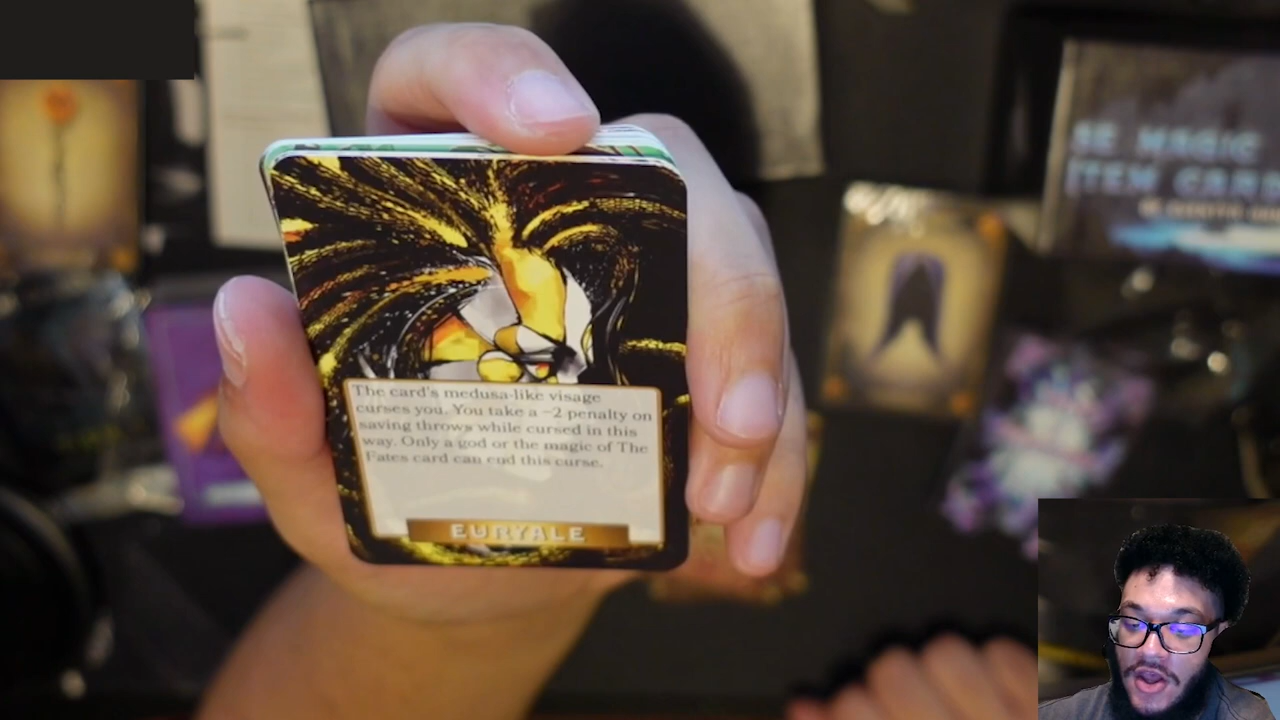 The card's medusa-like visage
curses you. You take a −2 penalty on
saving throws while cursed in this
way. Only a god or the magic of The
Fates card can end this curse.
EURYALE
5E MAGIC
ITEM CARDS